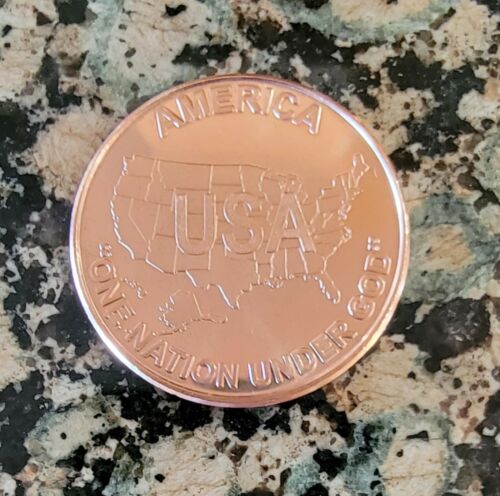 AMERICA
USA
"ONE NATION UNDER GOD"